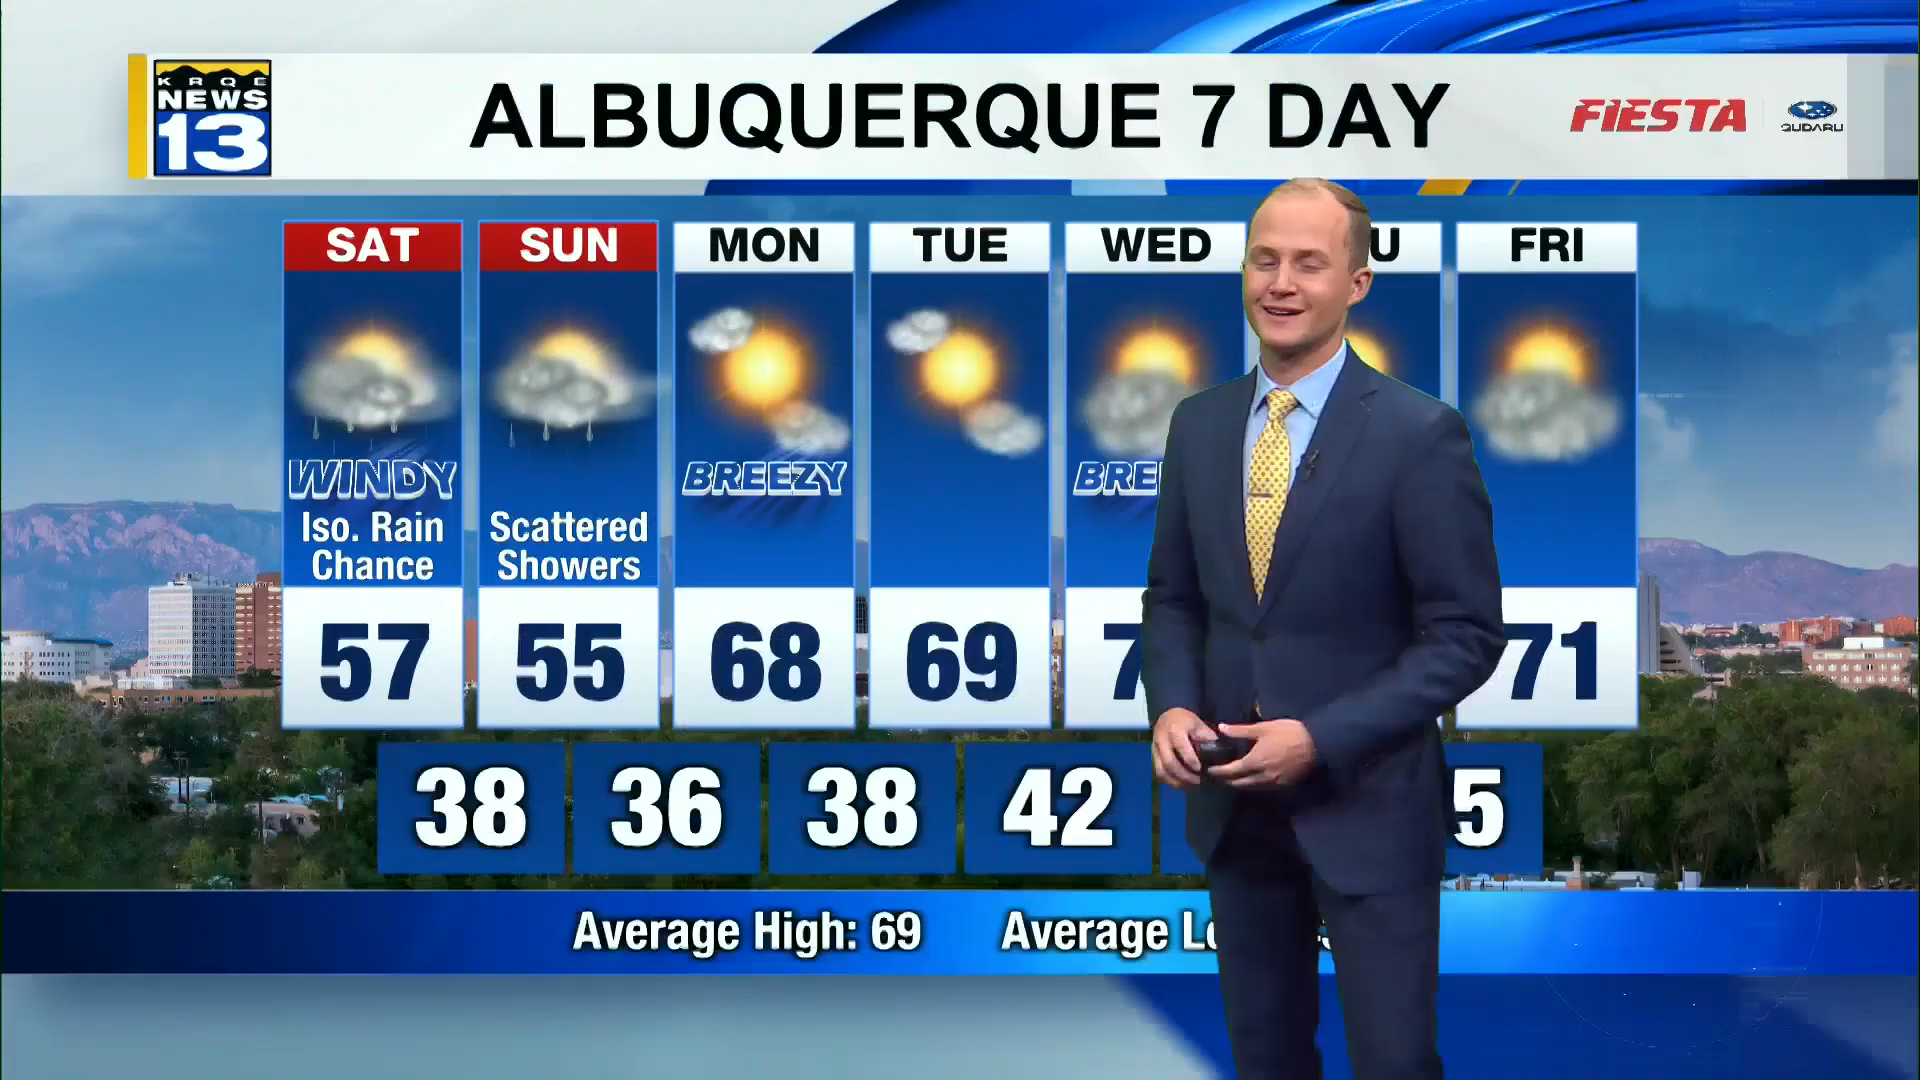 KRQE
NEWS
13
ALBUQUERQUE 7 DAY
FIESTA
SUBARU
SAT
SUN
MON
TUE
WED
FRI
WINDY
BREEZY
Iso. Rain
Chance
Scattered
Showers
57
55
68
69
71
38
36
38
42
Average High: 69
Average